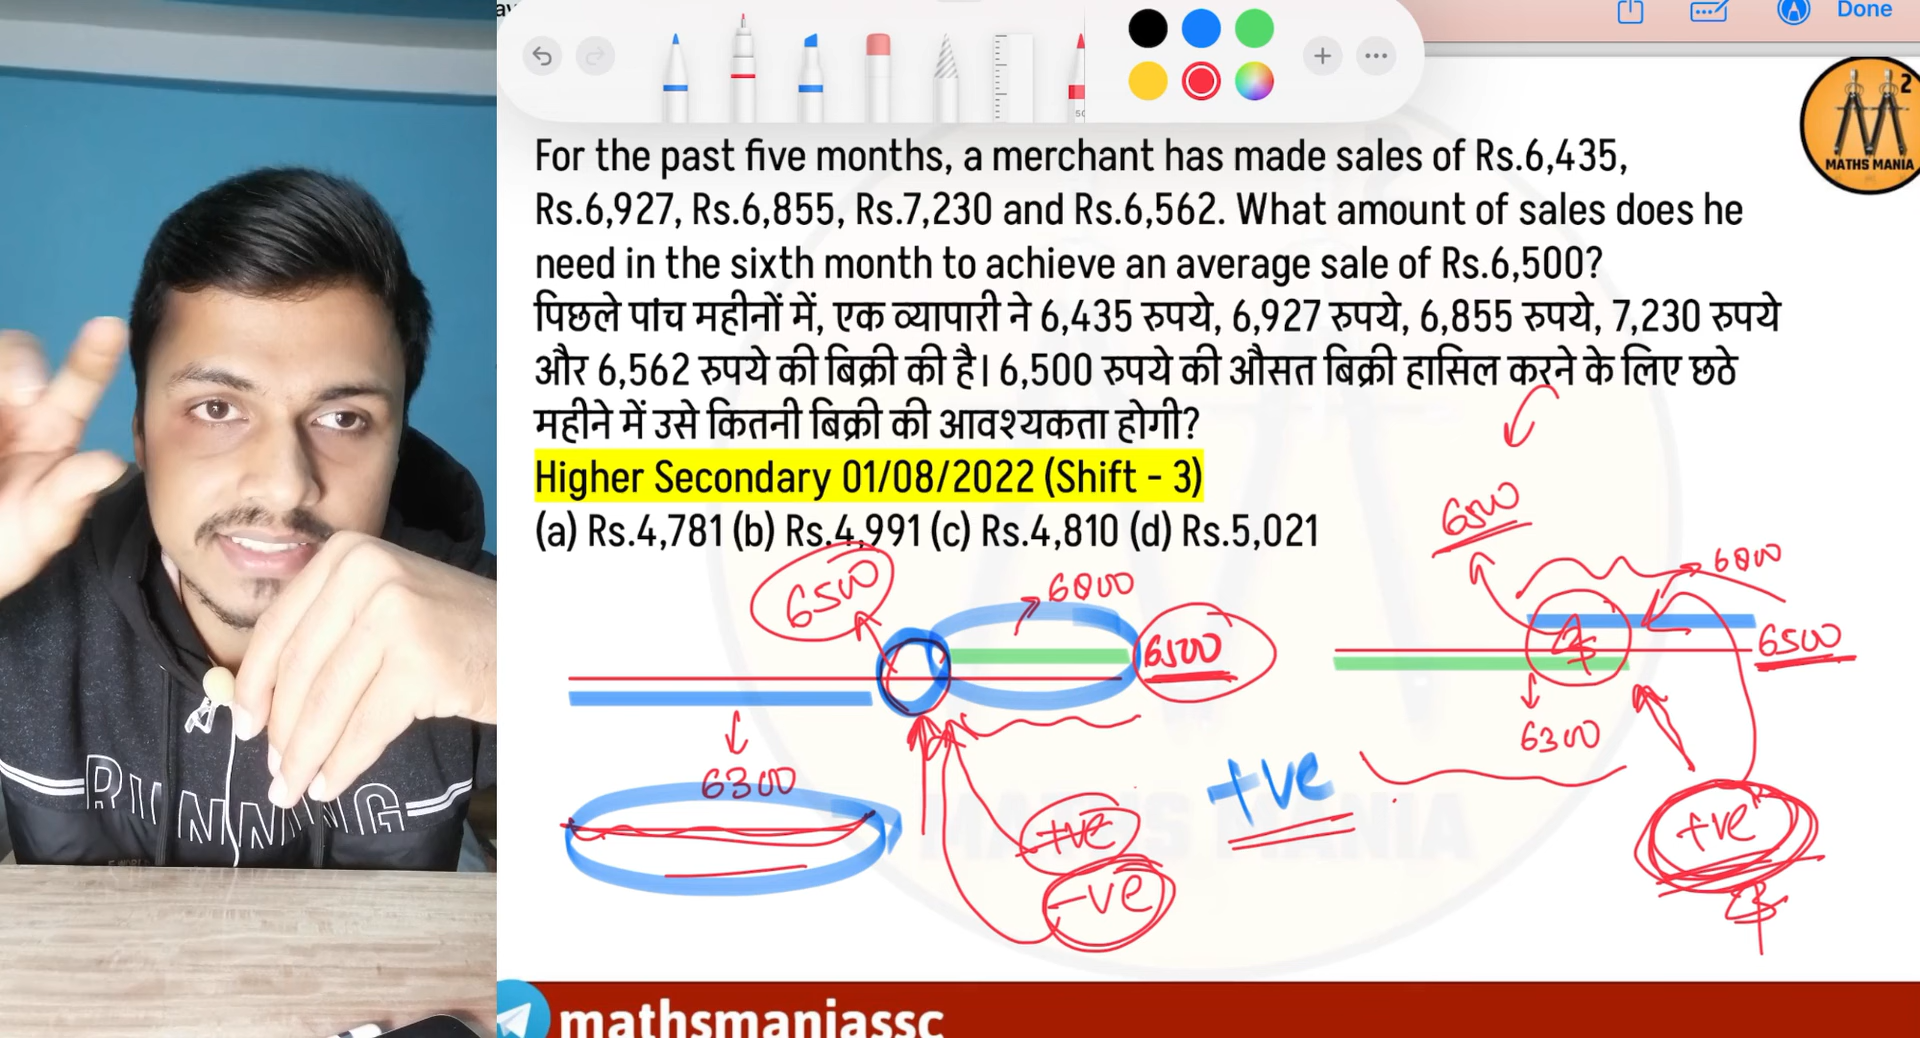 Done
2
MATHS MANIA
For the past five months, a merchant has made sales of Rs.6,435,
Rs.6,927, Rs.6,855, Rs.7,230 and Rs.6,562. What amount of sales does he
need in the sixth month to achieve an average sale of Rs.6,500?
पिछले पांच महीनों में, एक व्यापारी ने 6,435 रुपये, 6,927 रुपये, 6,855 रुपये, 7,230 रुपये
और 6,562 रुपये की बिक्री की है। 6,500 रुपये की औसत बिक्री हासिल करने के लिए छठे
महीने में उसे कितनी बिक्री की आवश्यकता होगी?
Higher Secondary 01/08/2022 (Shift - 3)
(a) Rs.4,781 (b) Rs.4,991 (c) Rs.4,810 (d) Rs.5,021
6500
6500
6800
6800
6500
6500
6300
6300
+ve
+ve
+ve
-ve
MATHS MANIA
RUNNING
mathsmaniassc